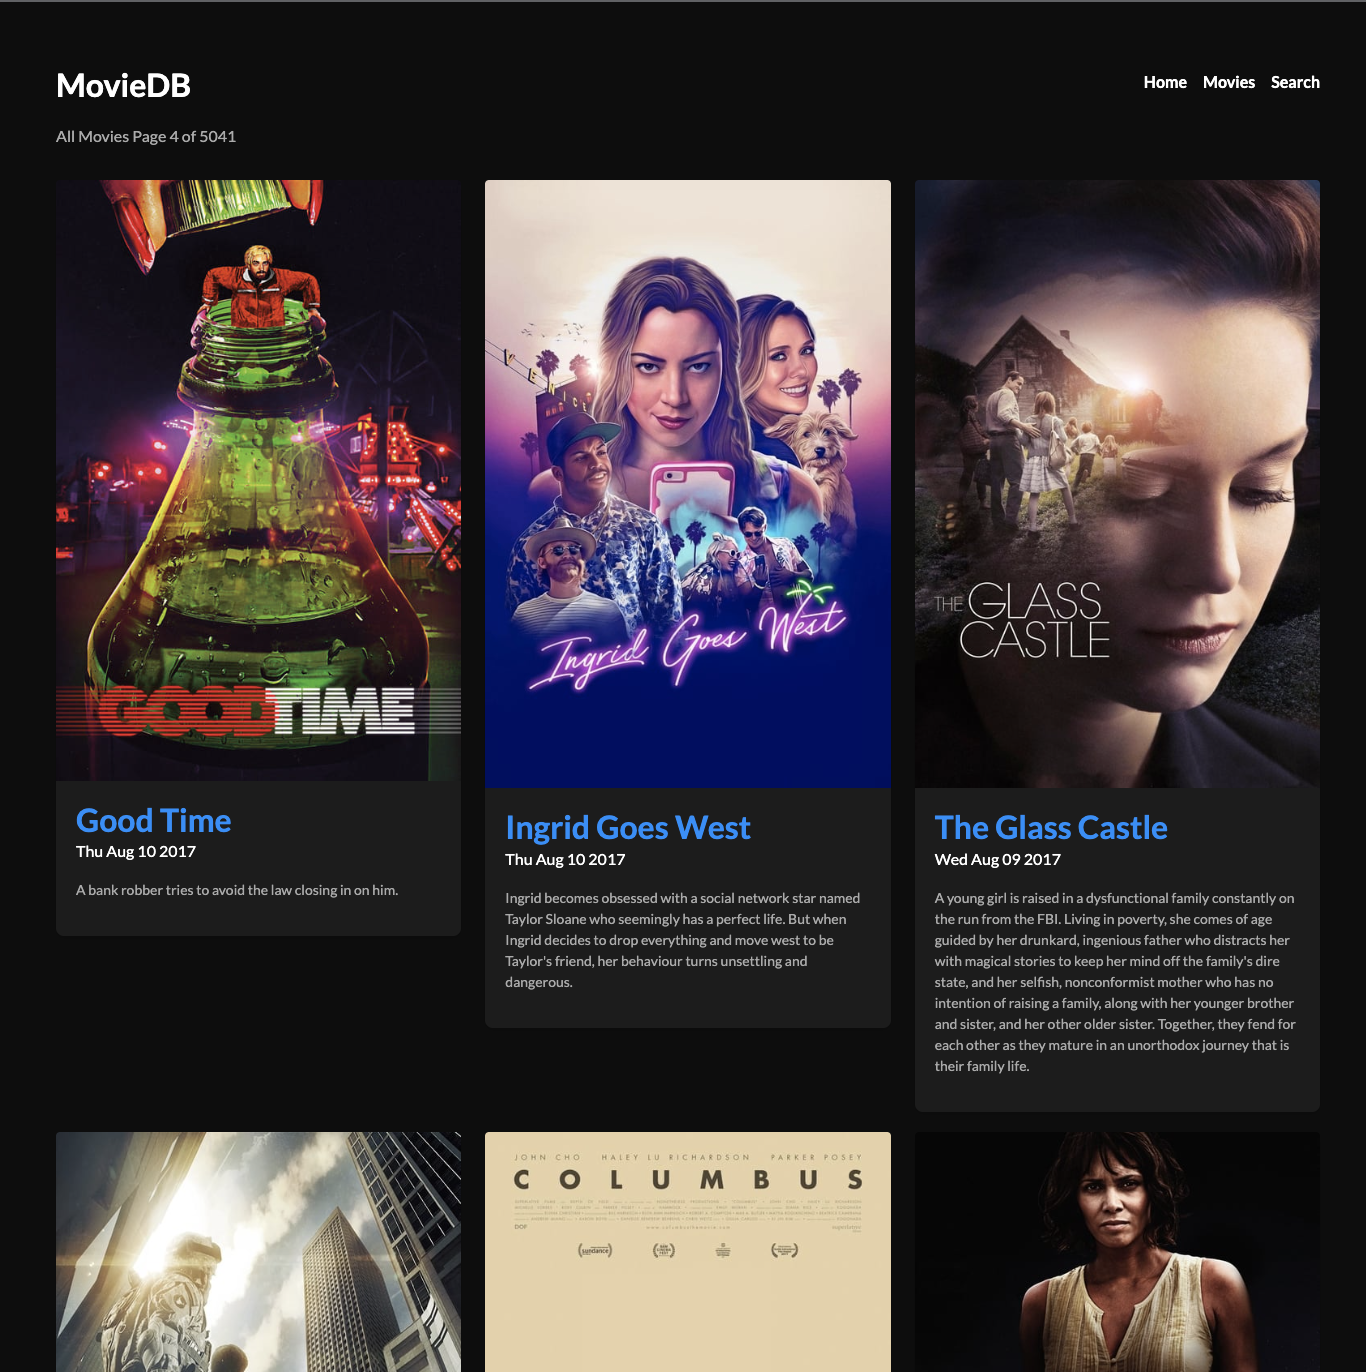 MovieDB
Home Movies Search
All Movies Page 4 of 5041
VENICE
GOODTIME
Ingrid Goes West
THE GLASS
CASTLE
Good Time
Thu Aug 10 2017
A bank robber tries to avoid the law closing in on him.
Ingrid Goes West
Thu Aug 10 2017
Ingrid becomes obsessed with a social network star named
Taylor Sloane who seemingly has a perfect life. But when
Ingrid decides to drop everything and move west to be
Taylor's friend, her behaviour turns unsettling and
dangerous.
The Glass Castle
Wed Aug 09 2017
A young girl is raised in a dysfunctional family constantly on
the run from the FBI. Living in poverty, she comes of age
guided by her drunkard, ingenious father who distracts her
with magical stories to keep her mind off the family's dire
state, and her selfish, nonconformist mother who has no
intention of raising a family, along with her younger brother
and sister, and her other older sister. Together, they fend for
each other as they mature in an unorthodox journey that is
their family life.
JOHN CHO HALEY LU RICHARDSON PARKER POSEY
COLUMBUS
DOP
sundance